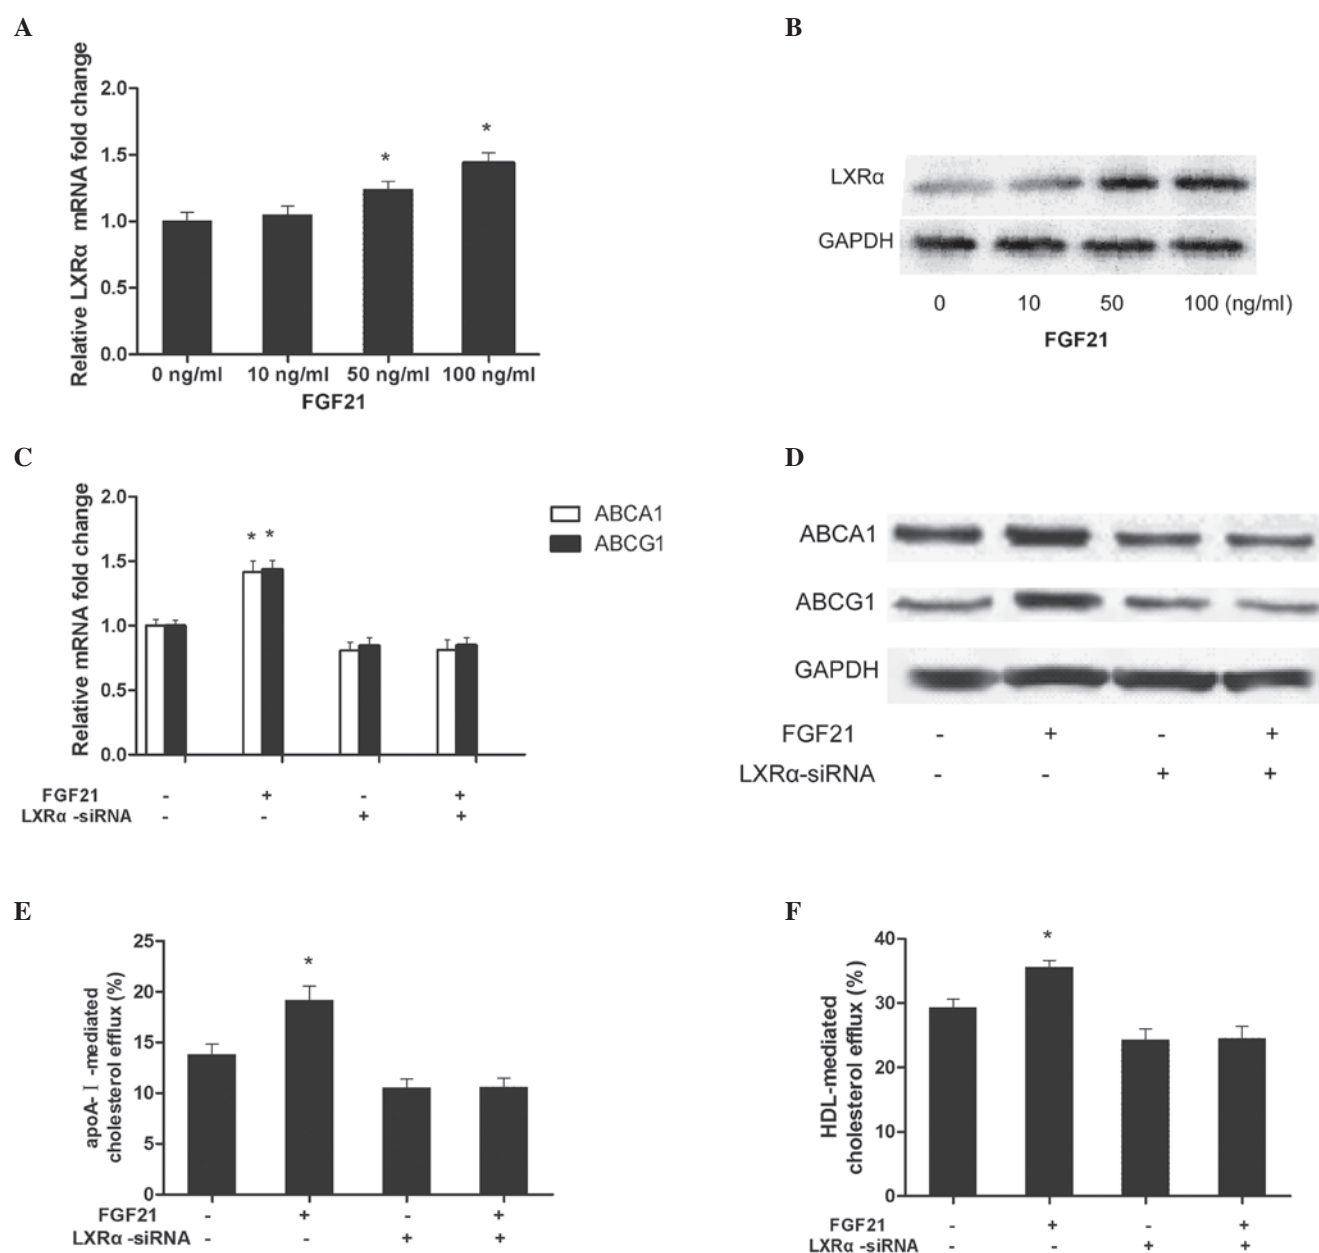 A
Relative LXRα mRNA fold change
2.0
1.5
1.0
0.5
0.0
*
*
0 ng/ml 10 ng/ml 50 ng/ml 100 ng/ml
FGF21
B
LXRα
GAPDH
0 10 50 100 (ng/ml)
FGF21
C
Relative mRNA fold change
2.0
1.5
1.0
0.5
0.0
* *
ABCA1
ABCG1
FGF21 - + - +
LXRα -siRNA - - + +
D
ABCA1
ABCG1
GAPDH
FGF21 - + - +
LXRα-siRNA - - + +
E
apoA-Ⅰ-mediated
cholesterol efflux (%)
25
20
15
10
5
0
*
FGF21 - + - +
LXRα -siRNA - - + +
F
HDL-mediated
cholesterol efflux (%)
40
30
20
10
0
*
FGF21 - + - +
LXRα -siRNA - - + +